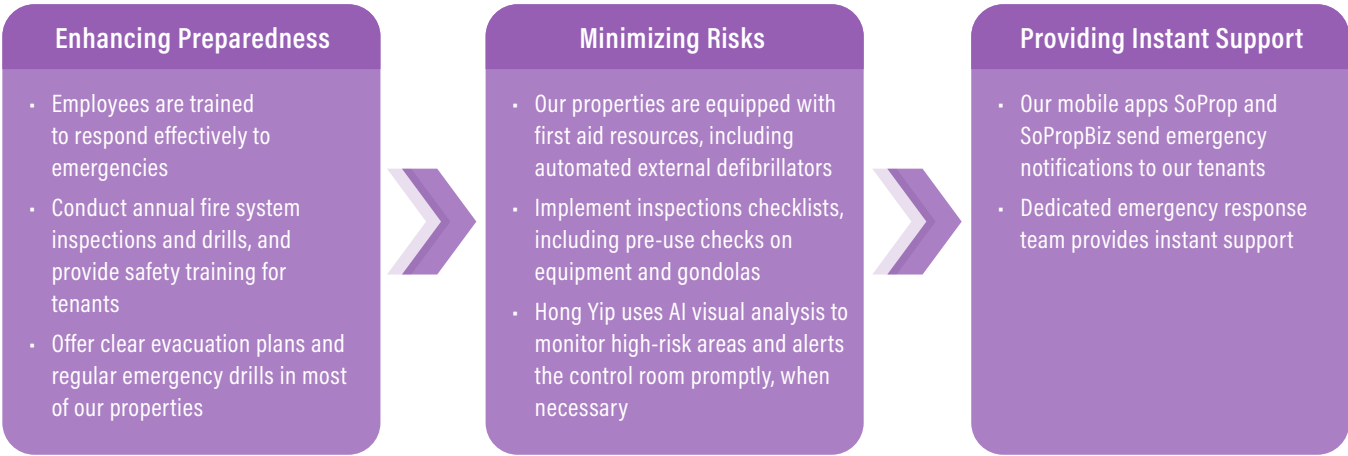 Enhancing Preparedness
· Employees are trained
to respond effectively to
emergencies
· Conduct annual fire system
inspections and drills, and
provide safety training for
tenants
· Offer clear evacuation plans and
regular emergency drills in most
of our properties
Minimizing Risks
· Our properties are equipped with
first aid resources, including
automated external defibrillators
· Implement inspections checklists,
including pre-use checks on
equipment and gondolas
· Hong Yip uses AI visual analysis to
monitor high-risk areas and alerts
the control room promptly, when
necessary
Providing Instant Support
· Our mobile apps SoProp and
SoPropBiz send emergency
notifications to our tenants
· Dedicated emergency response
team provides instant support